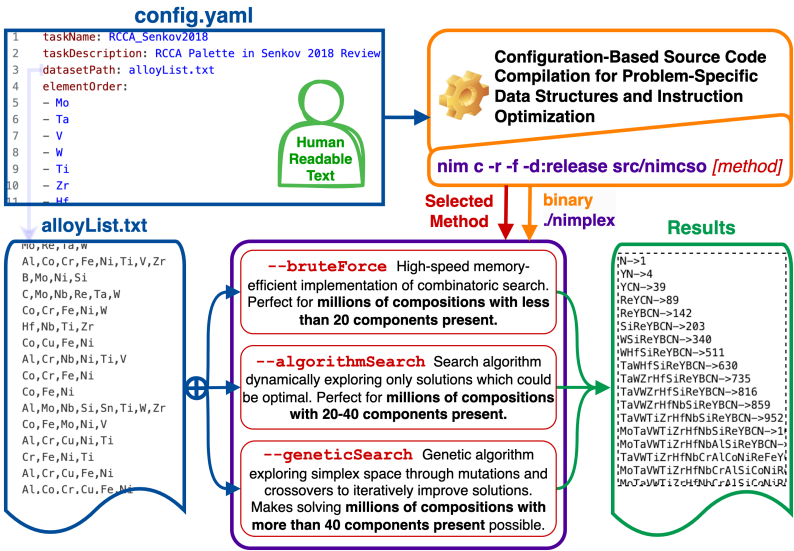 config.yaml
1 taskName: RCCA_Senkov2018
2 taskDescription: RCCA Palette in Senkov 2018 Review
3 datasetPath: alloyList.txt
4 elementOrder:
5 - Mo
6 - Ta
7 - V
8 - W
9 - Ti
10 - Zr
11 - Hf
Human
Readable
Text
Configuration-Based Source Code
Compilation for Problem-Specific
Data Structures and Instruction
Optimization
nim c -r -f -d:release src/nimcso [method]
Selected
Method
binary
./nimplex
alloyList.txt
Mo,Re,Ta,W
Al,Co,Cr,Fe,Ni,Ti,V,Zr
B,Mo,Ni,Si
C,Mo,Nb,Re,Ta,W
Co,Cr,Fe,Ni,W
Hf,Nb,Ti,Zr
Co,Cu,Fe,Ni
Al,Cr,Nb,Ni,Ti,V
Co,Cr,Fe,Ni
Co,Fe,Ni
Al,Mo,Nb,Si,Sn,Ti,W,Zr
Co,Fe,Mo,Ni,V
Al,Cr,Cu,Ni,Ti
Cr,Fe,Ni,Ti
Al,Cr,Cu,Fe,Ni
Al,Co,Cr,Cu,Fe,Ni
--bruteForce High-speed memory-
efficient implementation of combinatoric search.
Perfect for millions of compositions with less
than 20 components present.
--algorithmSearch Search algorithm
dynamically exploring only solutions which could
be optimal. Perfect for millions of compositions
with 20-40 components present.
--geneticSearch Genetic algorithm
exploring simplex space through mutations and
crossovers to iteratively improve solutions.
Makes solving millions of compositions with
more than 40 components present possible.
Results
N->1
YN->4
YCN->39
ReYCN->89
ReYBCN->142
SiReYBCN->203
WSiReYBCN->340
WHfSiReYBCN->511
TaWHfSiReYBCN->630
TaWZrHfSiReYBCN->735
TaVWZrHfSiReYBCN->816
TaVWZrHfNbSiReYBCN->859
TaVWTiZrHfNbSiReYBCN->952
MoTaVWTiZrHfNbSiReYBCN->1
MoTaVWTiZrHfNbAlSiReYBCN-
TaVWTiZrHfNbCrAlCoNiReFeY
MoTaVWTiZrHfNbCrAlSiCoNiR
MoTaVWTiZrHfNbCrAlSiCoNiR